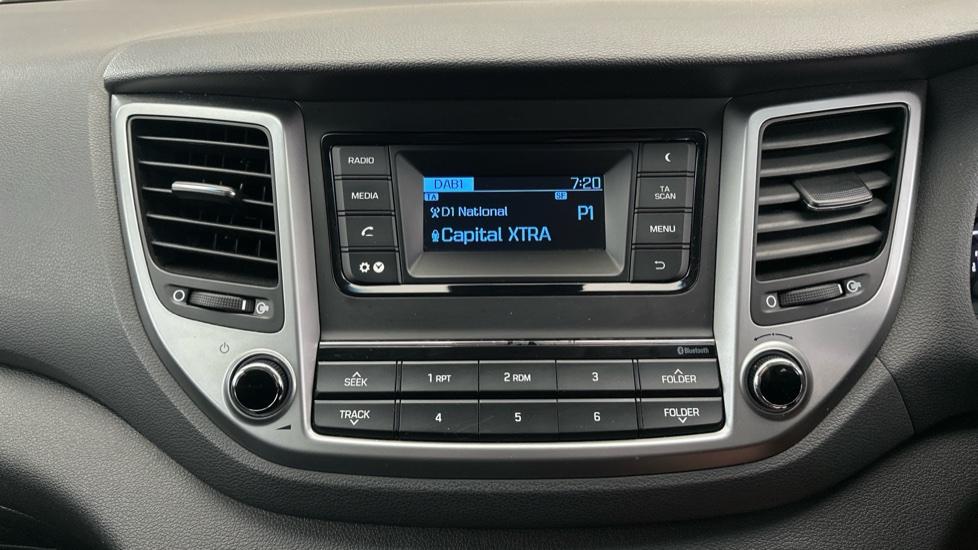 RADIO
MEDIA
DAB1 7:20
TA SF
D1 National P1
Capital XTRA
TA
SCAN
MENU
Bluetooth
SEEK 1 RPT 2 RDM 3 FOLDER
TRACK 4 5 6 FOLDER